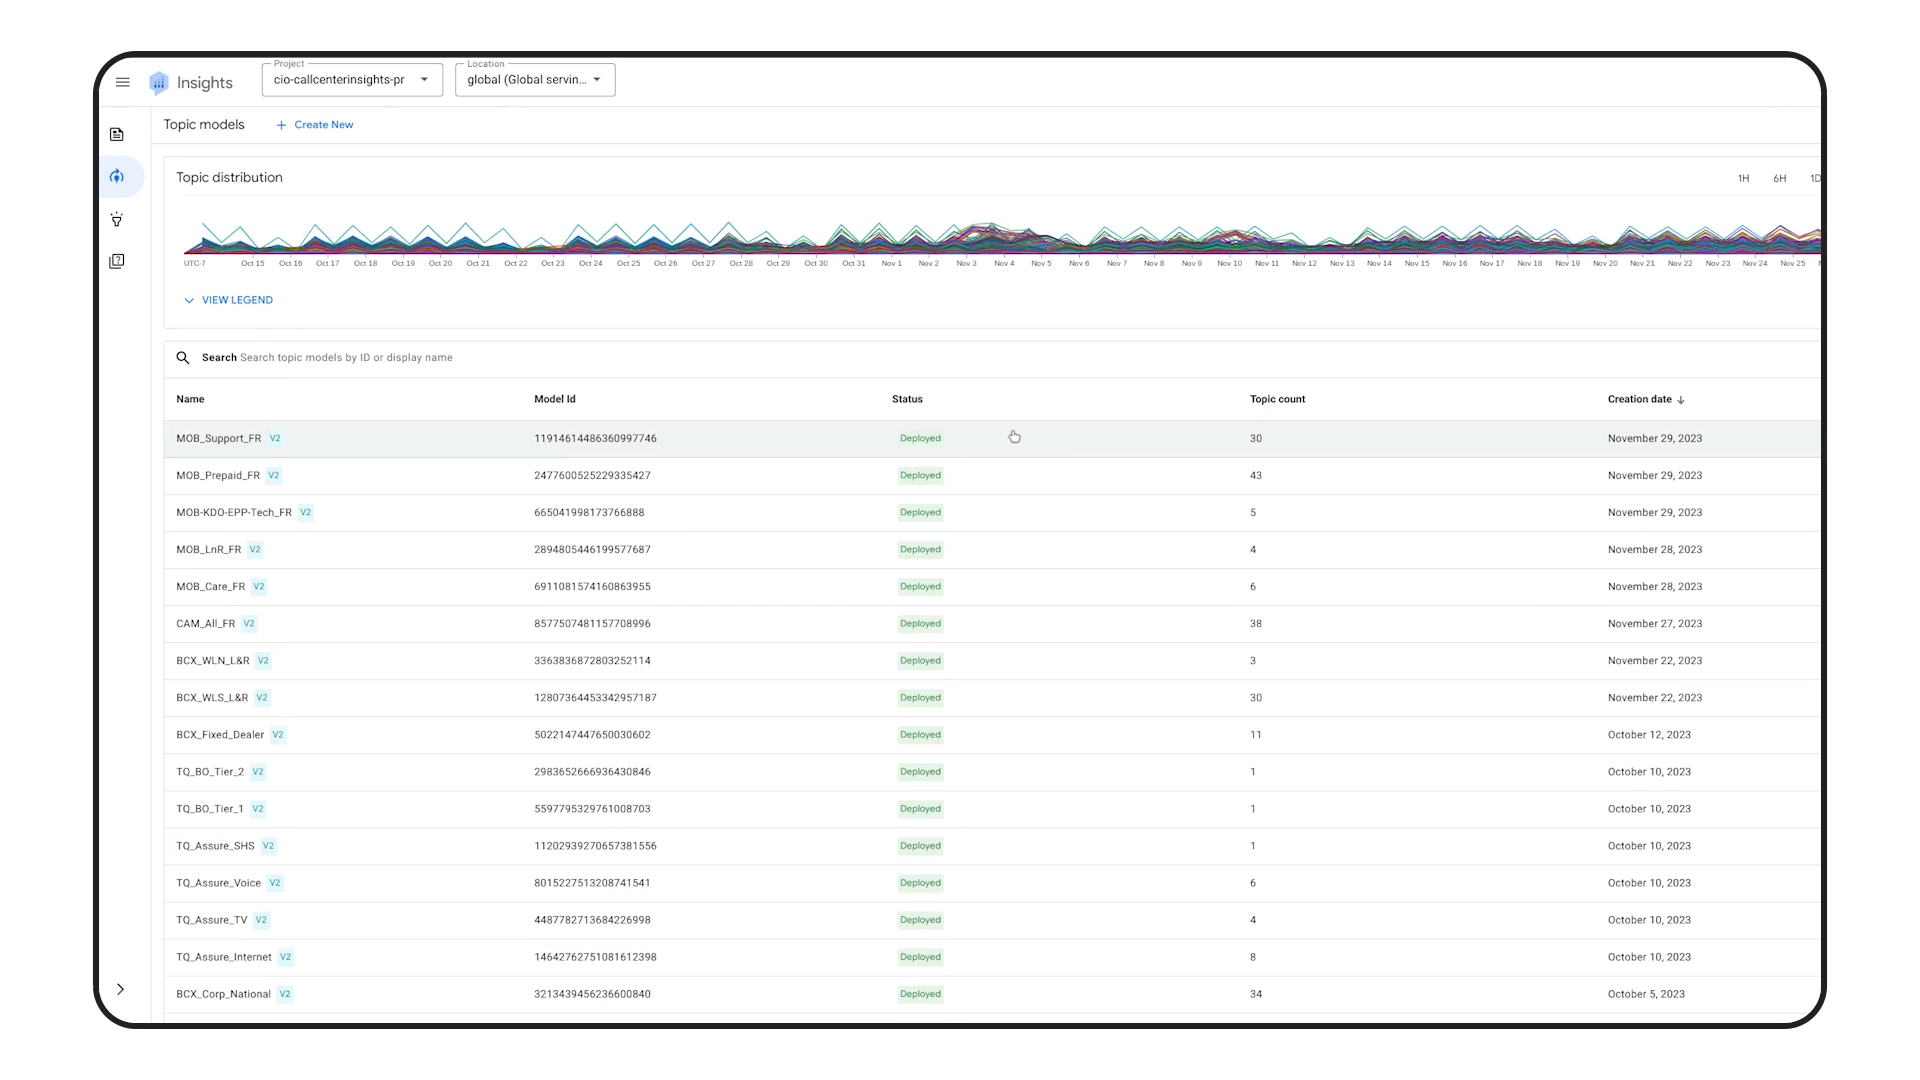 Project
Location
Insights
cio-callcenterinsights-pr
global (Global servin...
Topic models
+ Create New
Topic distribution
1H 6H 1D
UTC-7 Oct 15 Oct 16 Oct 17 Oct 18 Oct 19 Oct 20 Oct 21 Oct 22 Oct 23 Oct 24 Oct 25 Oct 26 Oct 27 Oct 28 Oct 29 Oct 30 Oct 31 Nov 1 Nov 2 Nov 3 Nov 4 Nov 5 Nov 6 Nov 7 Nov 8 Nov 9 Nov 10 Nov 11 Nov 12 Nov 13 Nov 14 Nov 15 Nov 16 Nov 17 Nov 18 Nov 19 Nov 20 Nov 21 Nov 22 Nov 23 Nov 24 Nov 25
VIEW LEGEND
Search Search topic models by ID or display name
Name Model Id Status Topic count Creation date
MOB_Support_FR V2 11914614486360997746 Deployed 30 November 29, 2023
MOB_Prepaid_FR V2 2477600525229335427 Deployed 43 November 29, 2023
MOB-KDO-EPP-Tech_FR V2 665041998173766888 Deployed 5 November 29, 2023
MOB_LnR_FR V2 2894805446199577687 Deployed 4 November 28, 2023
MOB_Care_FR V2 6911081574160863955 Deployed 6 November 28, 2023
CAM_All_FR V2 8577507481157708996 Deployed 38 November 27, 2023
BCX_WLN_L&R V2 3363836872803252114 Deployed 3 November 22, 2023
BCX_WLS_L&R V2 12807364453342957187 Deployed 30 November 22, 2023
BCX_Fixed_Dealer V2 5022147447650030602 Deployed 11 October 12, 2023
TQ_BO_Tier_2 V2 2983652666936430846 Deployed 1 October 10, 2023
TQ_BO_Tier_1 V2 5597795329761008703 Deployed 1 October 10, 2023
TQ_Assure_SHS V2 11202939270657381556 Deployed 1 October 10, 2023
TQ_Assure_Voice V2 8015227513208741541 Deployed 6 October 10, 2023
TQ_Assure_TV V2 4487782713684226998 Deployed 4 October 10, 2023
TQ_Assure_Internet V2 14642762751081612398 Deployed 8 October 10, 2023
BCX_Corp_National V2 3213439456236600840 Deployed 34 October 5, 2023